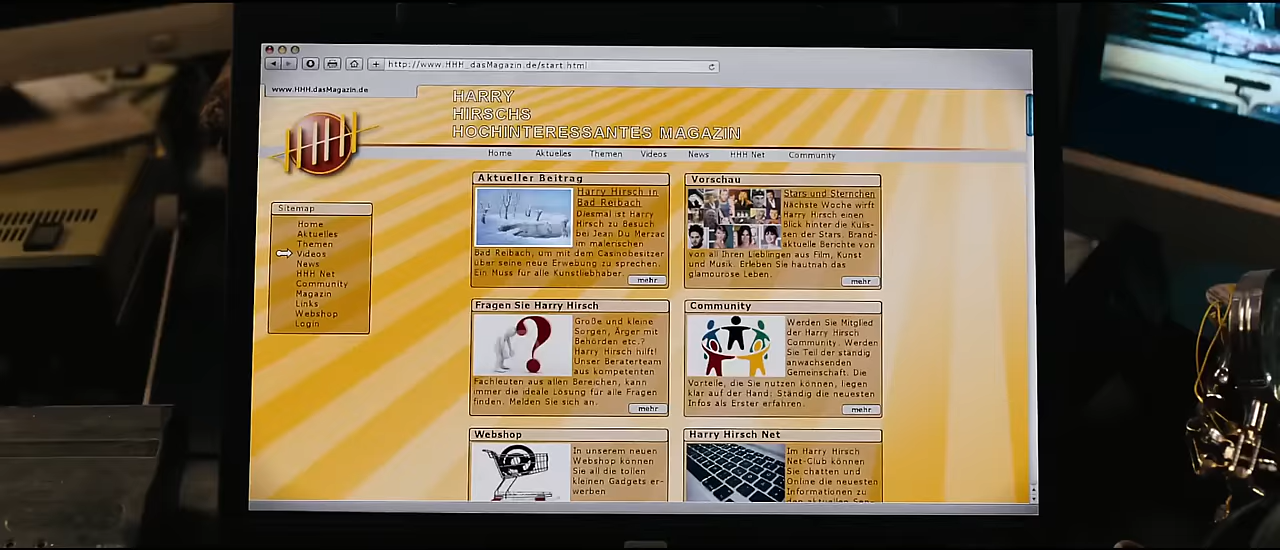 http://www.HHH_dasMagazin.de/start.html
www.HHH.dasMagazin.de
HARRY
HIRSCHS
HOCHINTERESSANTES MAGAZIN
HHH
Home Aktuelles Themen Videos News HHH Net Community
Sitemap
Home
Aktuelles
Themen
Videos
News
HHH Net
Community
Magazin
Links
Webshop
Login
Aktueller Beitrag
Harry Hirsch in
Bad Reibach
Diesmal ist Harry
Hirsch zu Besuch
bei Jean Du Merzac
im malerischen
Bad Reibach, um mit dem Casinobesitzer
über seine neue Erwebung zu sprechen.
Ein Muss für alle Kunstliebhaber.
mehr
Vorschau
Stars und Sternchen
Nächste Woche wirft
Harry Hirsch einen
Blick hinter die Kulis-
sen der Stars. Brand-
aktuelle Berichte von
von all Ihren Lieblingen aus Film, Kunst
und Musik. Erleben Sie hautnah das
glamouröse Leben.
mehr
Fragen Sie Harry Hirsch
Große und kleine
Sorgen, Ärger mit
Behörden etc.?
Harry Hirsch hilft!
Unser Beraterteam
aus kompetenten
Fachleuten aus allen Bereichen, kann
immer die ideale Lösung für alle Fragen
finden. Melden Sie sich an.
mehr
Community
Werden Sie Mitglied
der Harry Hirsch
Community. Werden
Sie Teil der ständig
anwachsenden
Gemeinschaft. Die
Vorteile, die Sie nutzen können, liegen
klar auf der Hand: Ständig die neuesten
Infos als Erster erfahren.
mehr
Webshop
In unserem neuen
Webshop können
Sie all die tollen
kleinen Gadgets er-
werben
Harry Hirsch Net
Im Harry Hirsch
Net-Club können
Sie chatten und
Online die neuesten
Informationen zu
den aktuellen Sen-